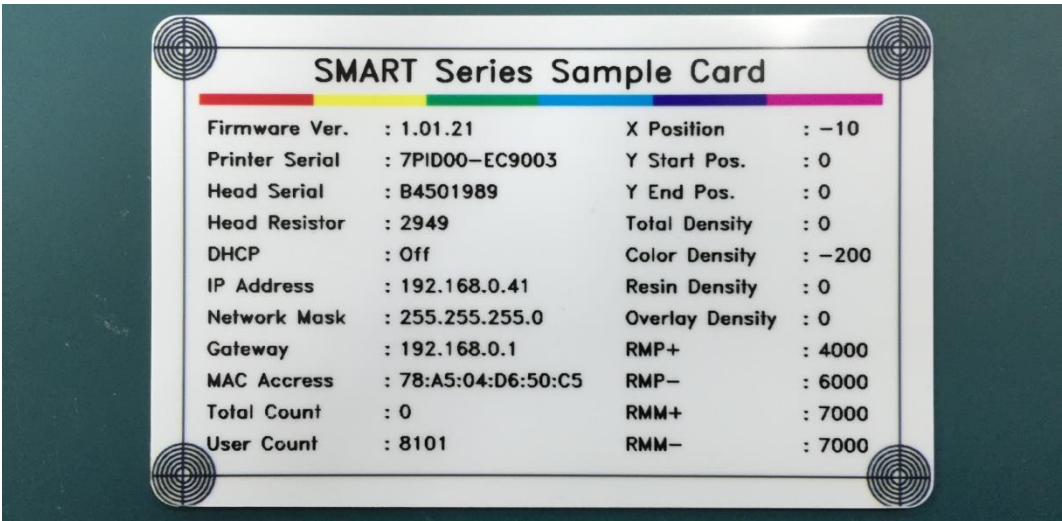 SMART Series Sample Card
Firmware Ver. : 1.01.21 X Position : -10
Printer Serial : 7PID00-EC9003 Y Start Pos. : 0
Head Serial : B4501989 Y End Pos. : 0
Head Resistor : 2949 Total Density : 0
DHCP : Off Color Density : -200
IP Address : 192.168.0.41 Resin Density : 0
Network Mask : 255.255.255.0 Overlay Density : 0
Gateway : 192.168.0.1 RMP+ : 4000
MAC Accress : 78:A5:04:D6:50:C5 RMP- : 6000
Total Count : 0 RMM+ : 7000
User Count : 8101 RMM- : 7000